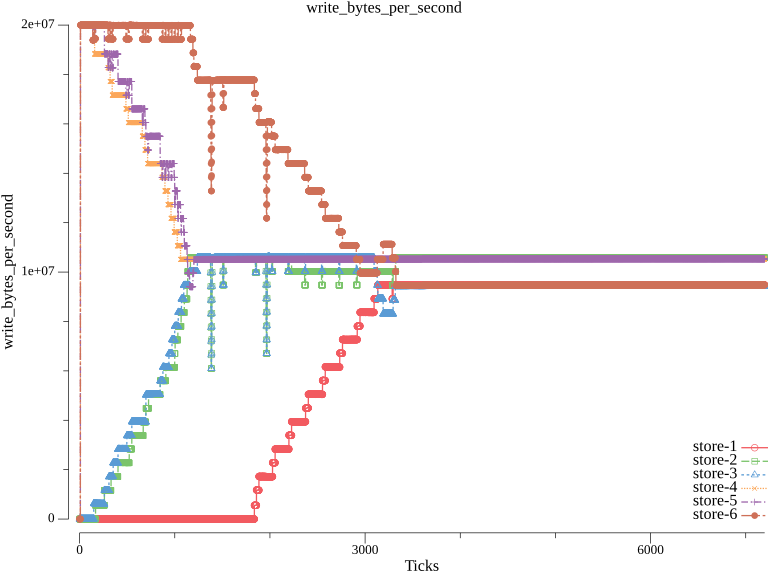 write_bytes_per_second
2e+07
1e+07
0
write_bytes_per_second
0
3000
6000
Ticks
store-1
store-2
store-3
store-4
store-5
store-6